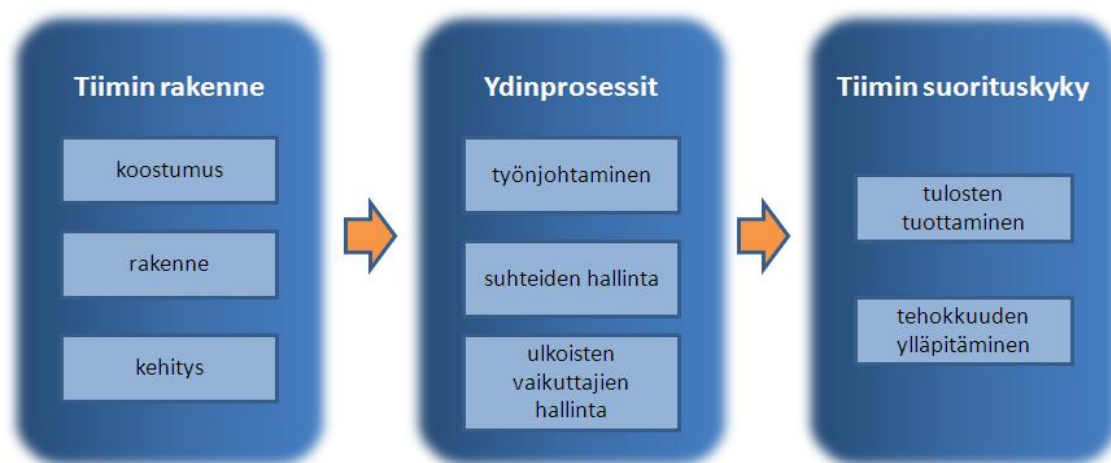 Tiimin rakenne
koostumus
rakenne
kehitys
Ydinprosessit
työnjohtaminen
suhteiden hallinta
ulkoisten
vaikuttajien
hallinta
Tiimin suorituskyky
tulosten
tuottaminen
tehokkuuden
ylläpitäminen